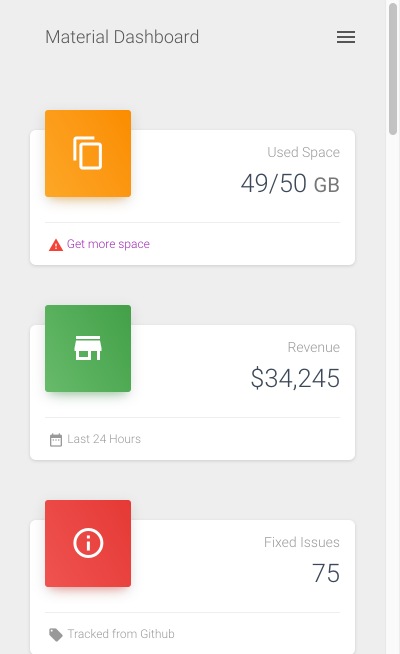 Material Dashboard
Used Space
49/50 GB
Get more space
Revenue
$34,245
Last 24 Hours
Fixed Issues
75
Tracked from Github